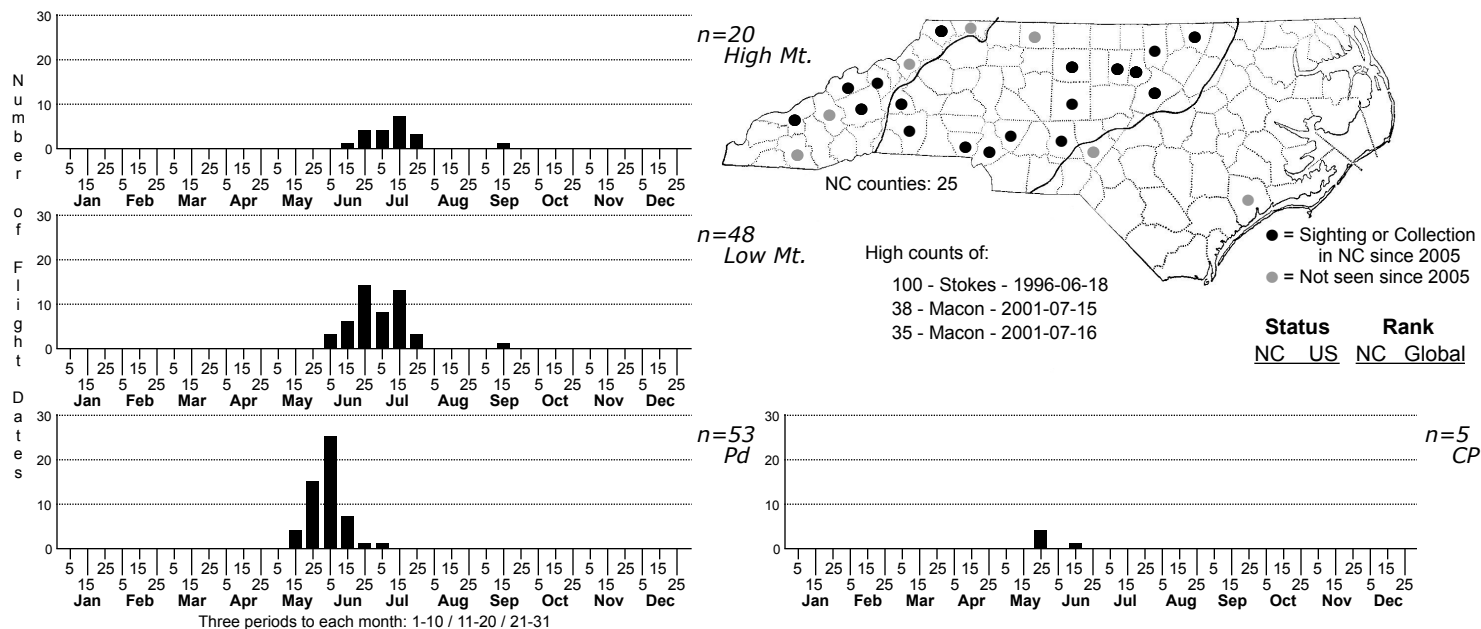 Number of Flight Dates
30
20
10
0
n=20
High Mt.
5 25 15 5 25 15 5 25 15 5 25 15 5 25 15 5 25 15
15 5 25 15 5 25 15 5 25 15 5 25 15 5 25 15 5 25
Jan Feb Mar Apr May Jun Jul Aug Sep Oct Nov Dec
30
20
10
0
n=48
Low Mt.
5 25 15 5 25 15 5 25 15 5 25 15 5 25 15 5 25 15
15 5 25 15 5 25 15 5 25 15 5 25 15 5 25 15 5 25
Jan Feb Mar Apr May Jun Jul Aug Sep Oct Nov Dec
30
20
10
0
n=53
Pd
5 25 15 5 25 15 5 25 15 5 25 15 5 25 15 5 25 15
15 5 25 15 5 25 15 5 25 15 5 25 15 5 25 15 5 25
Jan Feb Mar Apr May Jun Jul Aug Sep Oct Nov Dec
Three periods to each month: 1-10 / 11-20 / 21-31
NC counties: 25
High counts of:
100 - Stokes - 1996-06-18
38 - Macon - 2001-07-15
35 - Macon - 2001-07-16
= Sighting or Collection
in NC since 2005
= Not seen since 2005
Status Rank
NC US NC Global
30
20
10
0
n=5
CP
5 25 15 5 25 15 5 25 15 5 25 15 5 25 15 5 25 15
15 5 25 15 5 25 15 5 25 15 5 25 15 5 25 15 5 25
Jan Feb Mar Apr May Jun Jul Aug Sep Oct Nov Dec